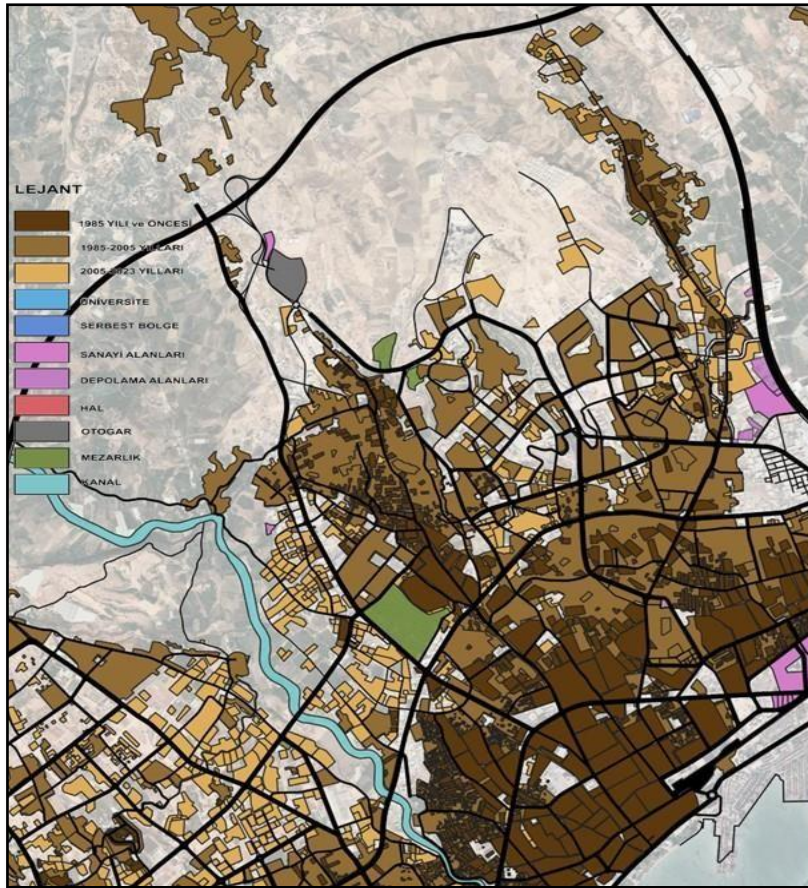 LEJANT
1985 YILI ve ÖNCESİ
1985-2005 YILLARI
2005-2023 YILLARI
ÜNİVERSİTE
SERBEST BÖLGE
SANAYİ ALANLARI
DEPOLAMA ALANLARI
HAL
OTOGAR
MEZARLIK
KANAL